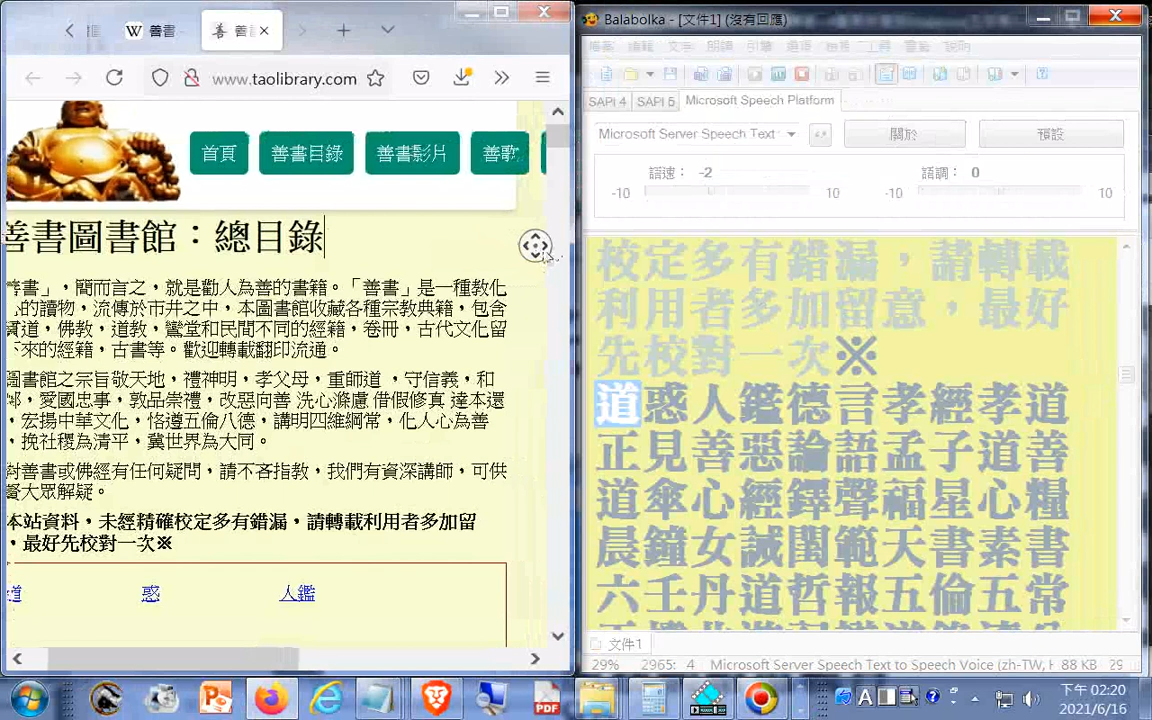 善書
善
www.taolibrary.com
首頁
善書目錄
善書影片
善歌
善書圖書館：總目錄
善書」，簡而言之，就是勸人為善的書籍。「善書」是一種教化
的讀物，流傳於市井之中，本圖書館收藏各種宗教典籍，包含
道，佛教，道教，鸞堂和民間不同的經籍，卷冊，古代文化留
下來的經籍，古書等。歡迎轉載翻印流通。
圖書館之宗旨敬天地，禮神明，孝父母，重師道 ，守信義，和
，愛國忠事，敦品崇禮，改惡向善 洗心滌慮 借假修真 達本還
，宏揚中華文化，恪遵五倫八德，講明四維綱常，化人心為善
，挽社稷為清平，冀世界為大同。
對善書或佛經有任何疑問，請不吝指教，我們有資深講師，可供
大眾解疑。
本站資料，未經精確校定多有錯漏，請轉載利用者多加留
，最好先校對一次※
道
惑
人鑑
Balabolka - [文件1] (沒有回應)
SAPI 4
SAPI 5
Microsoft Speech Platform
Microsoft Server Speech Text
關於
預設
語速： -2
語調： 0
-10
10
-10
10
校定多有錯漏，請轉載
利用者多加留意，最好
先校對一次※
道惑人鑑德言孝經孝道
正見善惡論語孟子道善
道傘心經鐸聲福星心糧
晨鐘女誡閨範天書素書
六壬丹道哲報五倫五常
文件1
29%
2965: 4
Microsoft Server Speech Text to Speech Voice (zh-TW, H
88 KB
29
下午 02:20
2021/6/16